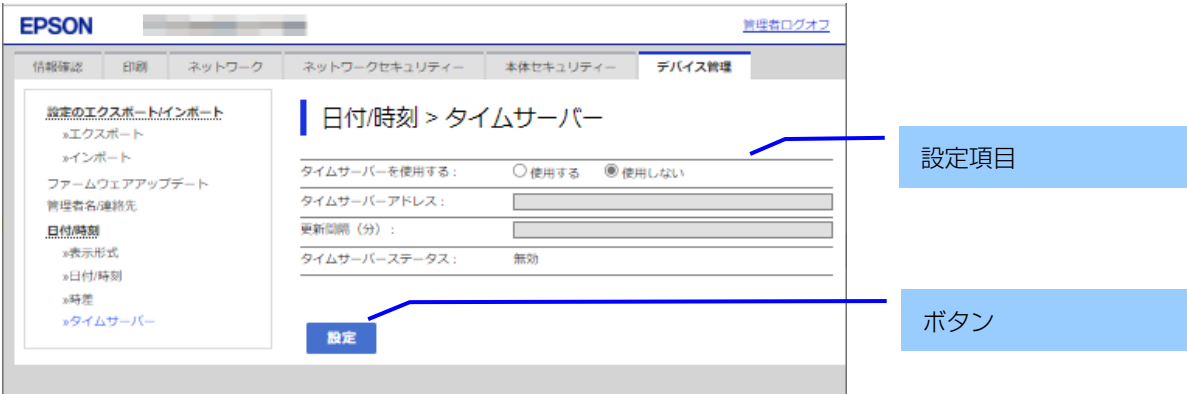 EPSON
管理者ログオフ
情報確認 印刷 ネットワーク ネットワークセキュリティー 本体セキュリティー デバイス管理
設定のエクスポート/インポート
»エクスポート
»インポート
ファームウェアアップデート
管理者名/連絡先
日付/時刻
»表示形式
»日付/時刻
»時差
»タイムサーバー
日付/時刻 > タイムサーバー
タイムサーバーを使用する : 使用する 使用しない
タイムサーバーアドレス :
更新間隔（分） :
タイムサーバーステータス : 無効
設定
設定項目
ボタン